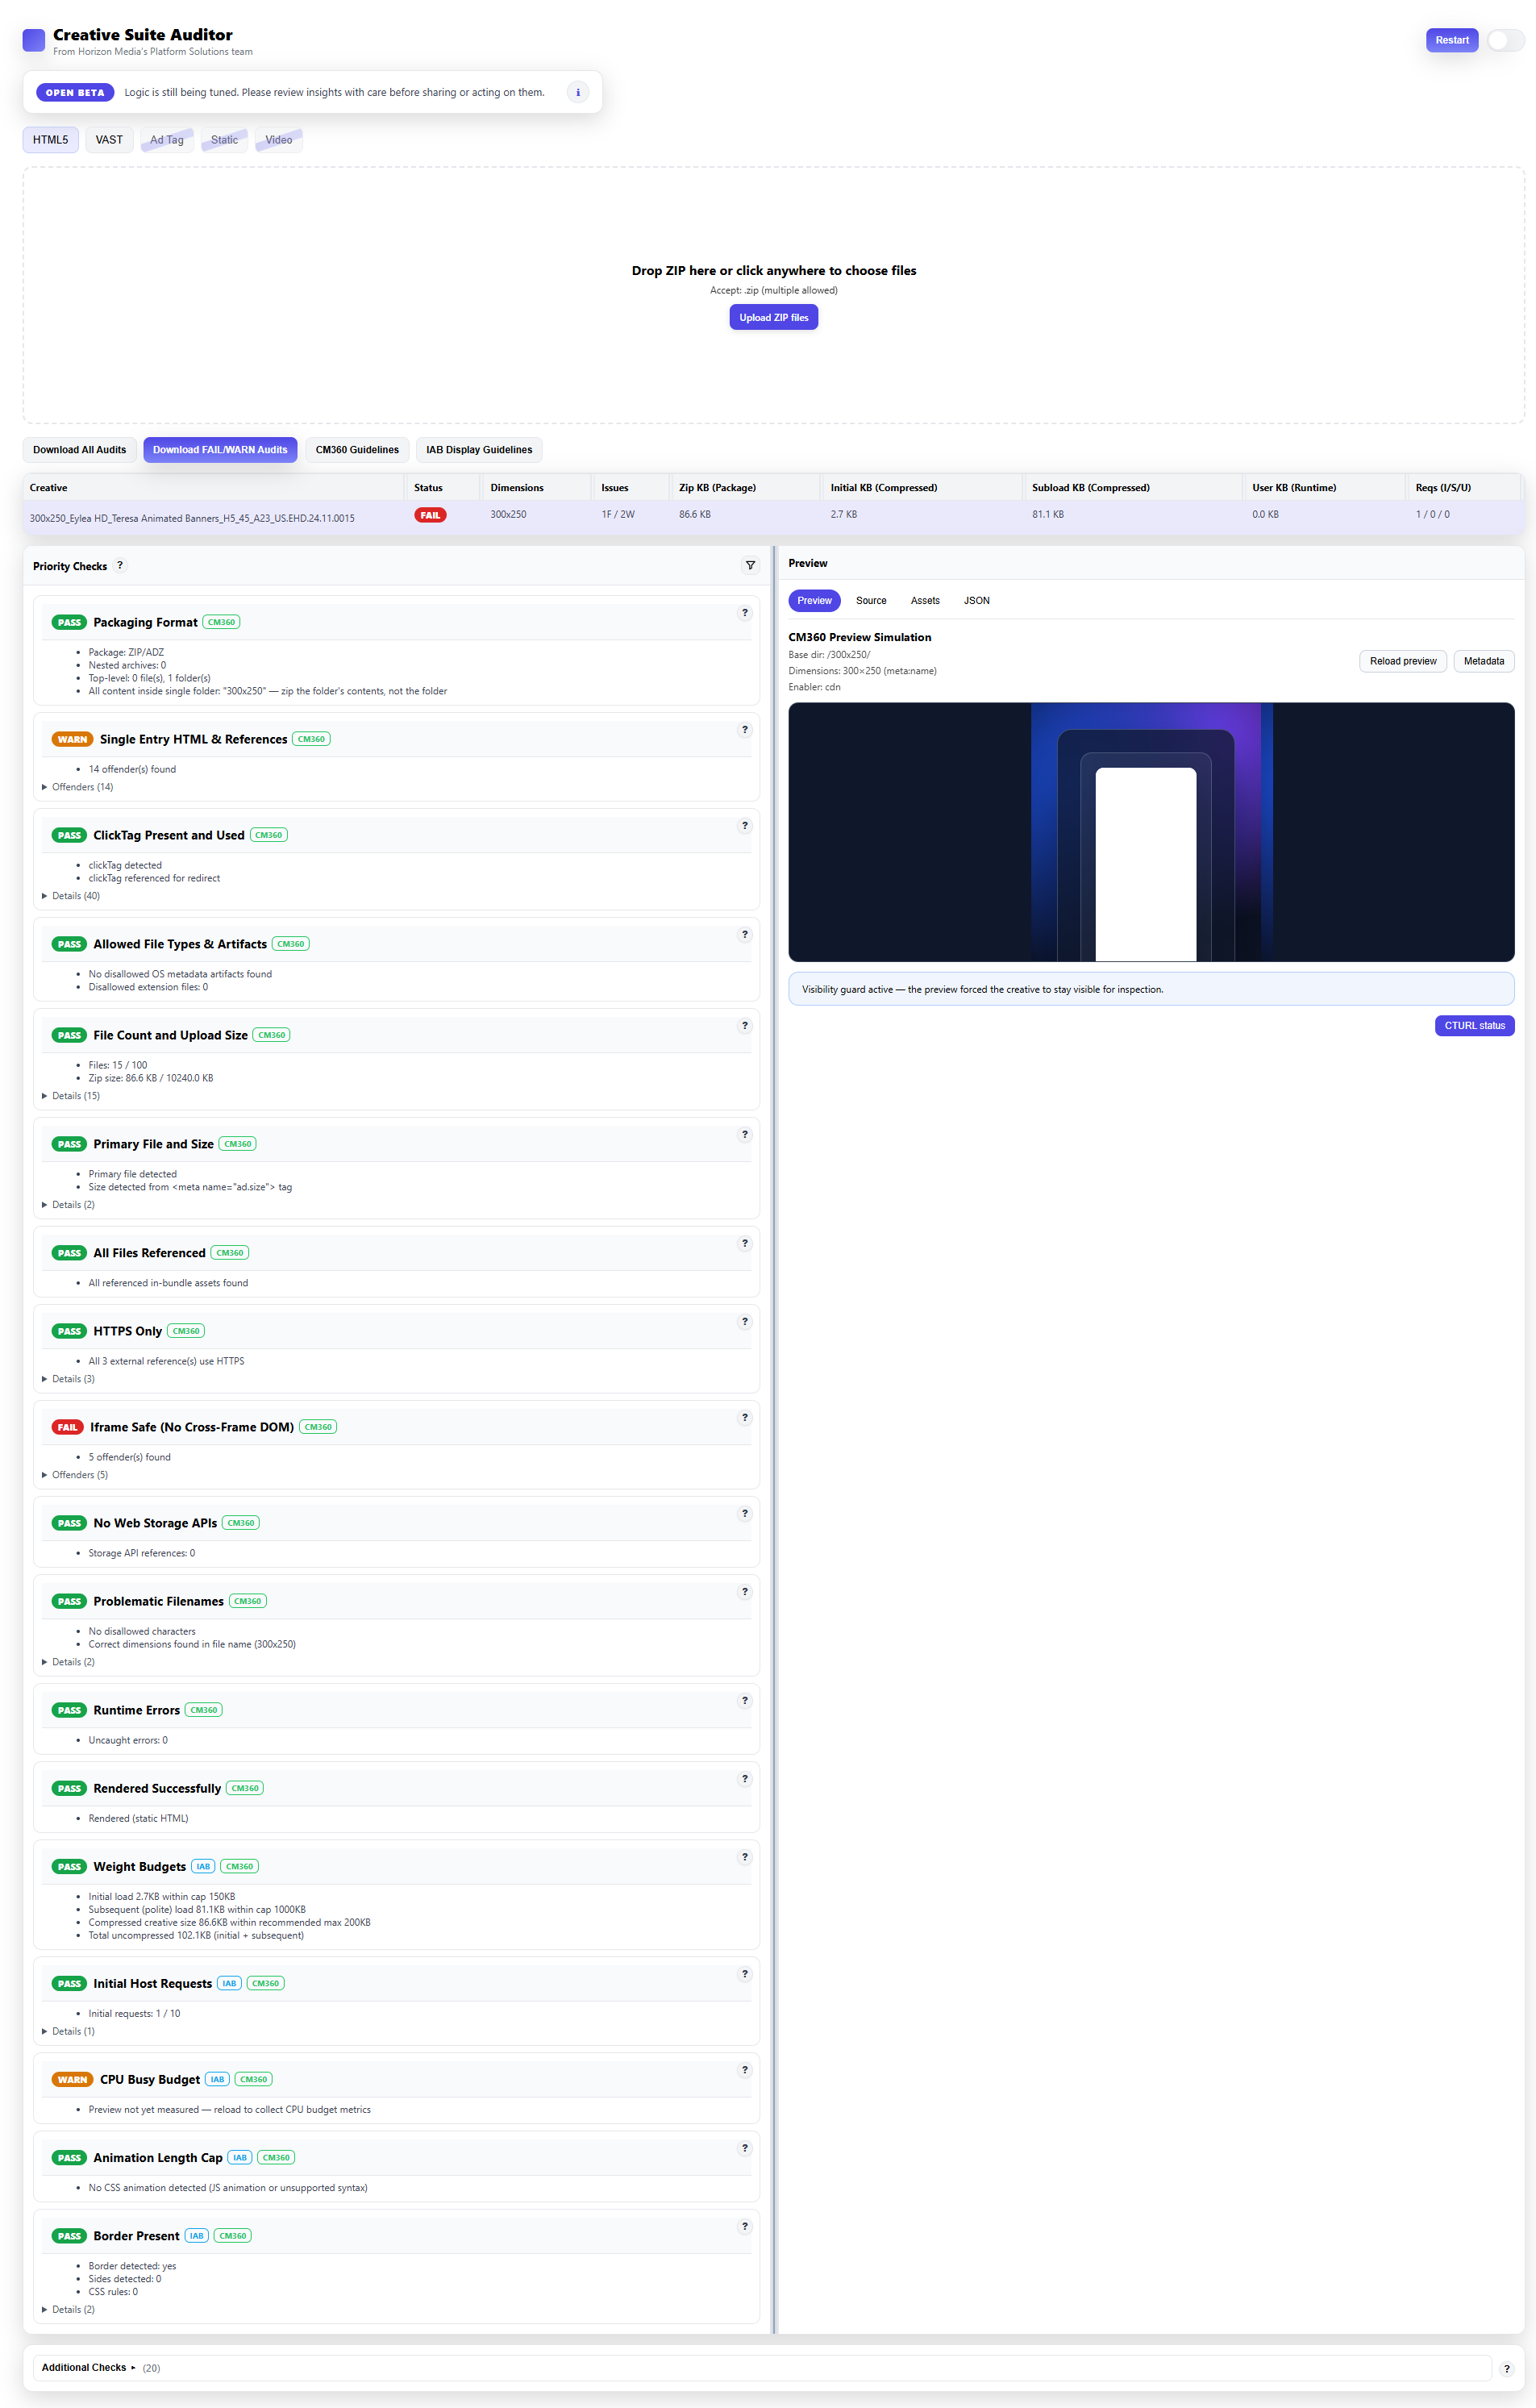 Creative Suite Auditor
From Horizon Media's Platform Solutions team
Restart
OPEN BETA Logic is still being tuned. Please review insights with care before sharing or acting on them. i
HTML5 VAST Ad Tag Static Video
Drop ZIP here or click anywhere to choose files
Accept: .zip (multiple allowed)
Upload ZIP files
Download All Audits Download FAIL/WARN Audits CM360 Guidelines IAB Display Guidelines
Creative Status Dimensions Issues Zip KB (Package) Initial KB (Compressed) Subload KB (Compressed) User KB (Runtime) Reqs (I/S/U)
300x250_Eylea HD_Teresa Animated Banners_H5_45_A23_US.EHD.24.11.0015 FAIL 300x250 1F / 2W 86.6 KB 2.7 KB 81.1 KB 0.0 KB 1 / 0 / 0
Priority Checks ?
PASS Packaging Format CM360 ?
• Package: ZIP/ADZ
• Nested archives: 0
• Top-level: 0 file(s), 1 folder(s)
• All content inside single folder: "300x250" — zip the folder's contents, not the folder
WARN Single Entry HTML & References CM360 ?
• 14 offender(s) found
▶ Offenders (14)
PASS ClickTag Present and Used CM360 ?
• clickTag detected
• clickTag referenced for redirect
▶ Details (40)
PASS Allowed File Types & Artifacts CM360 ?
• No disallowed OS metadata artifacts found
• Disallowed extension files: 0
PASS File Count and Upload Size CM360 ?
• Files: 15 / 100
• Zip size: 86.6 KB / 10240.0 KB
▶ Details (15)
PASS Primary File and Size CM360 ?
• Primary file detected
• Size detected from <meta name="ad.size"> tag
▶ Details (2)
PASS All Files Referenced CM360 ?
• All referenced in-bundle assets found
PASS HTTPS Only CM360 ?
• All 3 external reference(s) use HTTPS
▶ Details (3)
FAIL Iframe Safe (No Cross-Frame DOM) CM360 ?
• 5 offender(s) found
▶ Offenders (5)
PASS No Web Storage APIs CM360 ?
• Storage API references: 0
PASS Problematic Filenames CM360 ?
• No disallowed characters
• Correct dimensions found in file name (300x250)
▶ Details (2)
PASS Runtime Errors CM360 ?
• Uncaught errors: 0
PASS Rendered Successfully CM360 ?
• Rendered (static HTML)
PASS Weight Budgets IAB CM360 ?
• Initial load 2.7KB within cap 150KB
• Subsequent (polite) load 81.1KB within cap 1000KB
• Compressed creative size 86.6KB within recommended max 200KB
• Total uncompressed 102.1KB (initial + subsequent)
PASS Initial Host Requests IAB CM360 ?
• Initial requests: 1 / 10
▶ Details (1)
WARN CPU Busy Budget IAB CM360 ?
• Preview not yet measured — reload to collect CPU budget metrics
PASS Animation Length Cap IAB CM360 ?
• No CSS animation detected (JS animation or unsupported syntax)
PASS Border Present IAB CM360 ?
• Border detected: yes
• Sides detected: 0
• CSS rules: 0
▶ Details (2)
Preview
Preview Source Assets JSON
CM360 Preview Simulation
Base dir: /300x250/
Dimensions: 300×250 (meta:name)
Enabler: cdn
Reload preview Metadata
Visibility guard active — the preview forced the creative to stay visible for inspection.
CTURL status
Additional Checks ▸ (20) ?